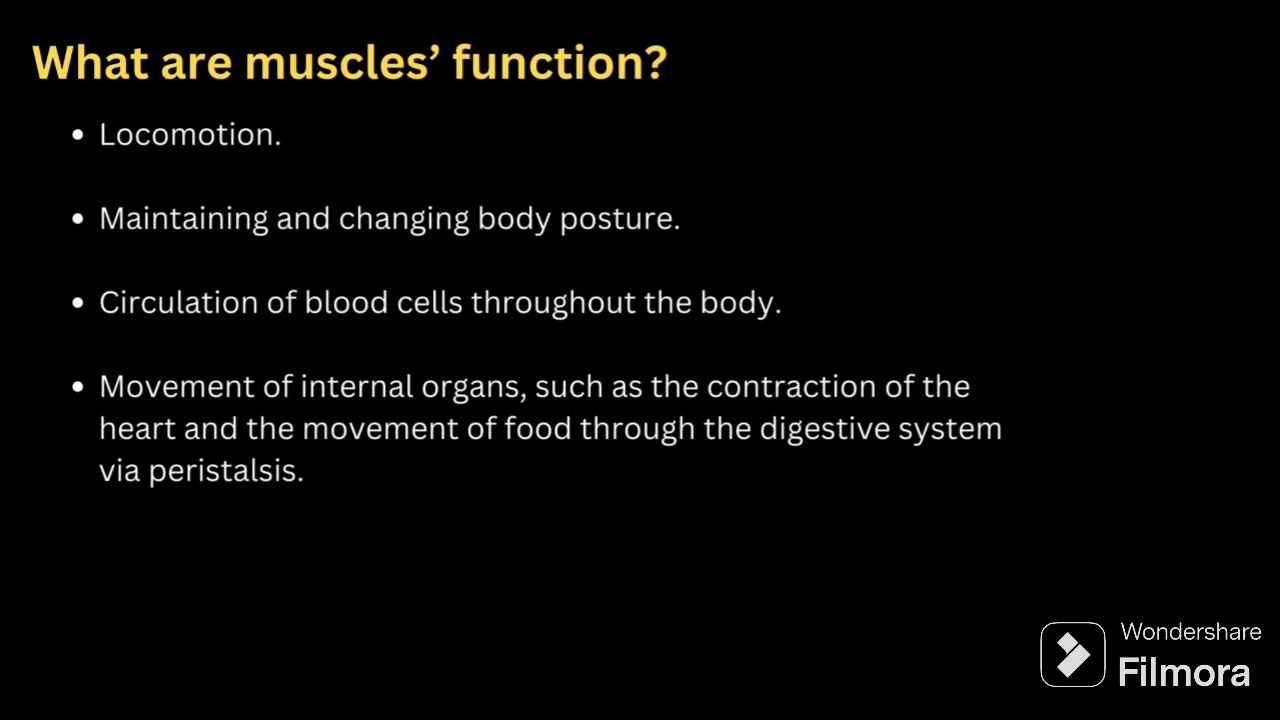 What are muscles’ function?
• Locomotion.
• Maintaining and changing body posture.
• Circulation of blood cells throughout the body.
• Movement of internal organs, such as the contraction of the
heart and the movement of food through the digestive system
via peristalsis.
Wondershare
Filmora